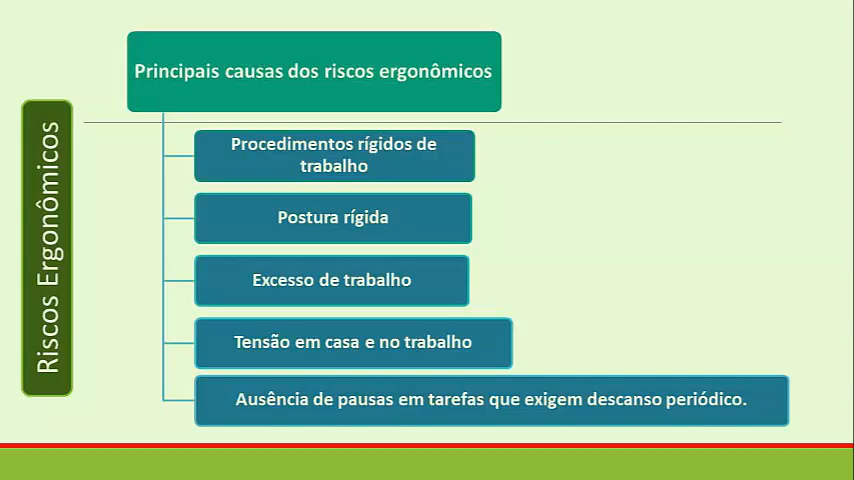 Riscos Ergonômicos
Principais causas dos riscos ergonômicos
Procedimentos rígidos de
trabalho
Postura rígida
Excesso de trabalho
Tensão em casa e no trabalho
Ausência de pausas em tarefas que exigem descanso periódico.